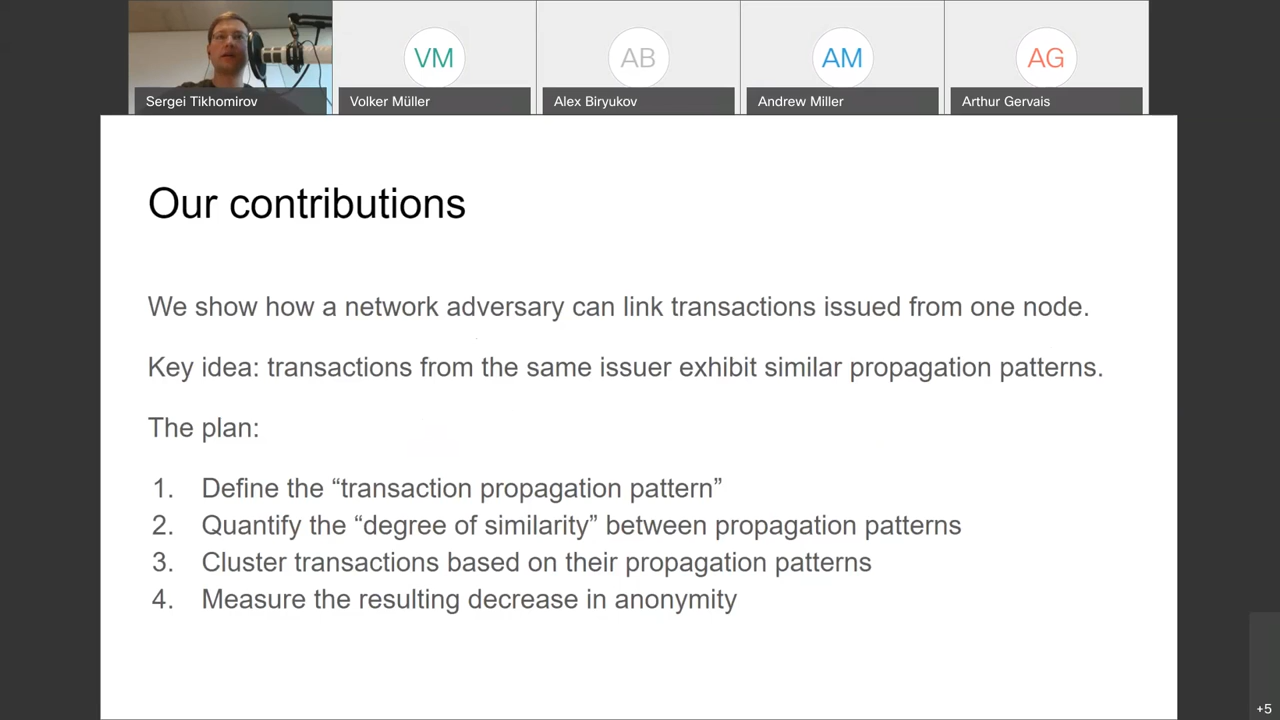 VM
AB
AM
AG
Sergei Tikhomirov
Volker Müller
Alex Biryukov
Andrew Miller
Arthur Gervais
Our contributions
We show how a network adversary can link transactions issued from one node.
Key idea: transactions from the same issuer exhibit similar propagation patterns.
The plan:
1. Define the “transaction propagation pattern”
2. Quantify the “degree of similarity” between propagation patterns
3. Cluster transactions based on their propagation patterns
4. Measure the resulting decrease in anonymity
+5